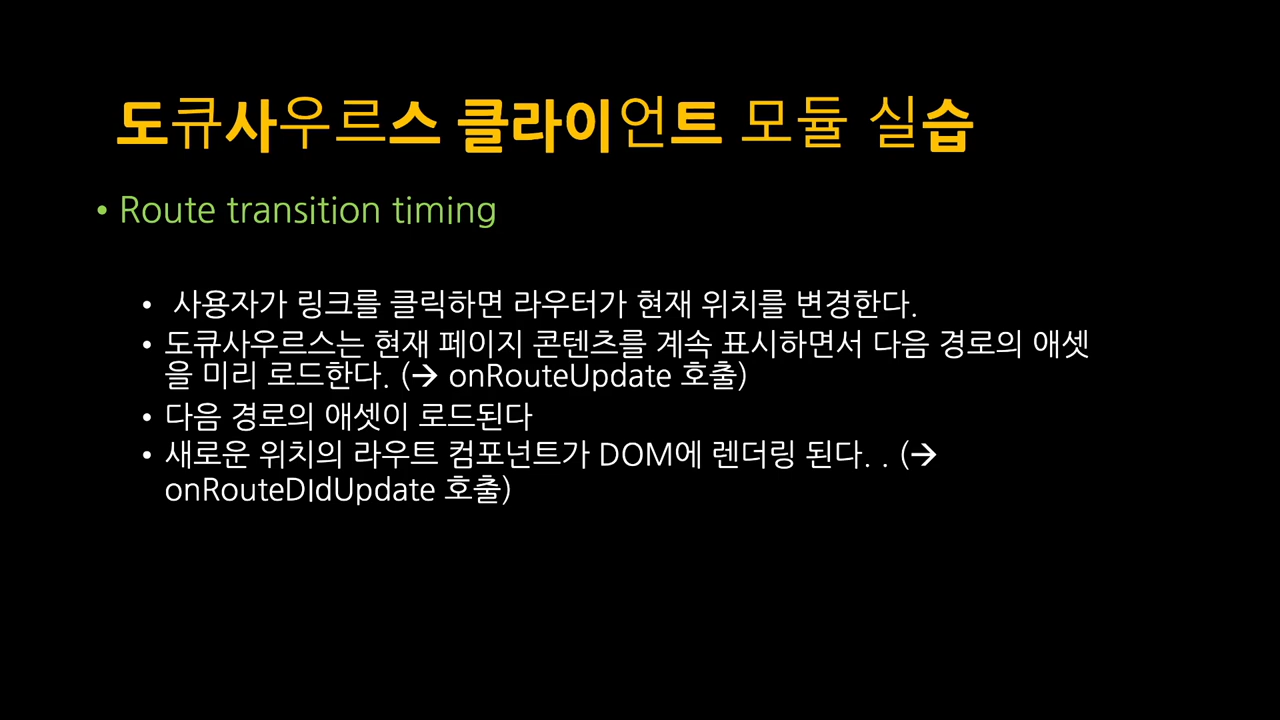 도큐사우르스 클라이언트 모듈 실습
• Route transition timing
• 사용자가 링크를 클릭하면 라우터가 현재 위치를 변경한다.
• 도큐사우르스는 현재 페이지 콘텐츠를 계속 표시하면서 다음 경로의 애셋
을 미리 로드한다. (→ onRouteUpdate 호출)
• 다음 경로의 애셋이 로드된다
• 새로운 위치의 라우트 컴포넌트가 DOM에 렌더링 된다. . (→
onRouteDIdUpdate 호출)